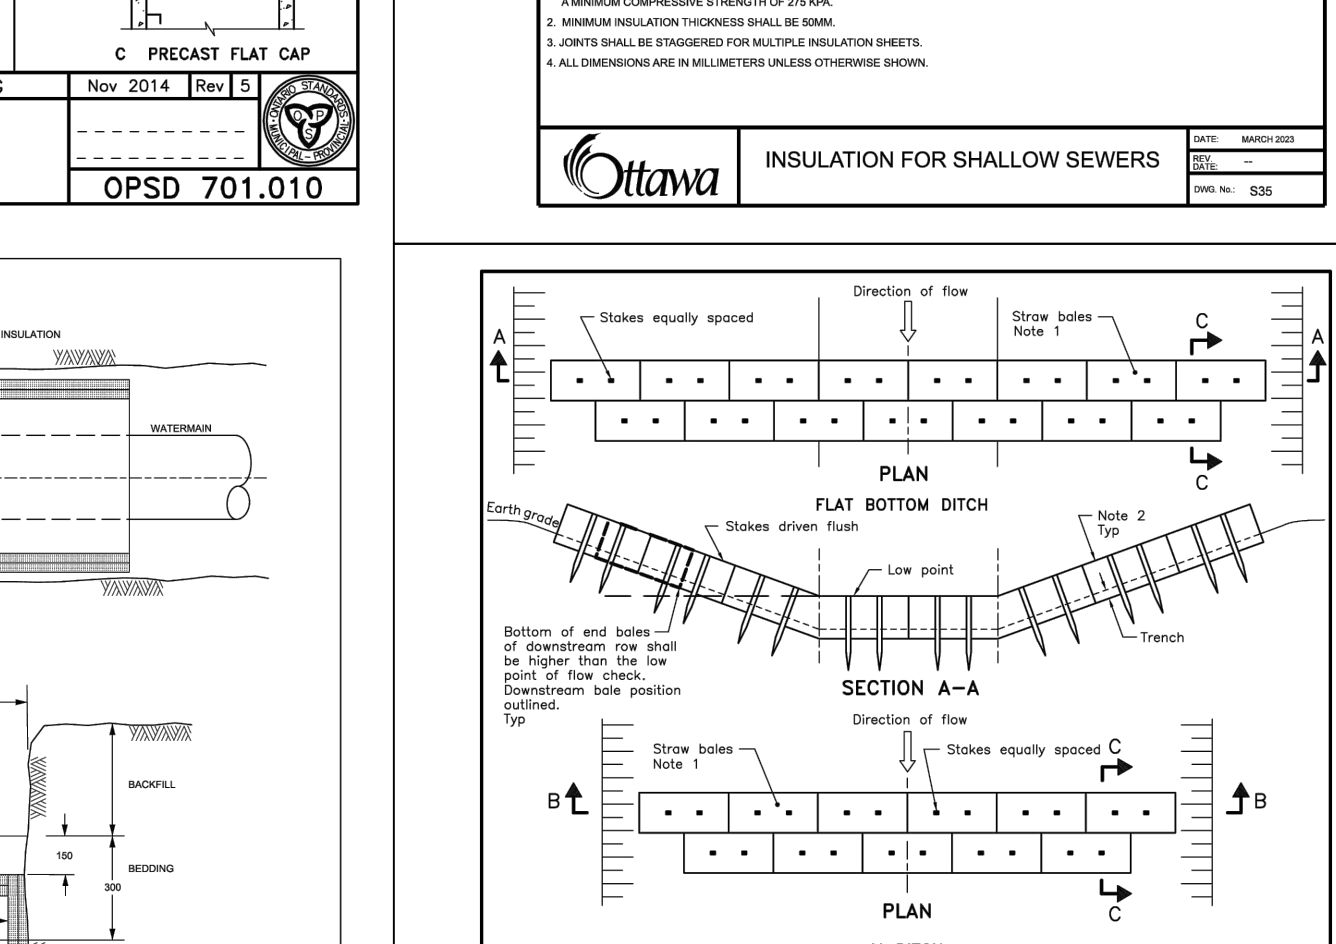 A MINIMUM COMPRESSIVE STRENGTH OF 275 KPA.
2. MINIMUM INSULATION THICKNESS SHALL BE 50MM.
3. JOINTS SHALL BE STAGGERED FOR MULTIPLE INSULATION SHEETS.
4. ALL DIMENSIONS ARE IN MILLIMETERS UNLESS OTHERWISE SHOWN.
C PRECAST FLAT CAP
Nov 2014 Rev 5
ONTARIO STANDARDS
MUNICIPAL - PROVINCIAL
O P S
OPSD 701.010
Ottawa
INSULATION FOR SHALLOW SEWERS
DATE: MARCH 2023
REV. DATE: --
DWG. No.: S35
INSULATION
WATERMAIN
BACKFILL
150
BEDDING
300
Direction of flow
Stakes equally spaced
Straw bales
Note 1
C
A
A
PLAN
C
FLAT BOTTOM DITCH
Earth grade
Stakes driven flush
Note 2
Typ
Low point
Trench
Bottom of end bales
of downstream row shall
be higher than the low
point of flow check.
Downstream bale position
outlined.
Typ
SECTION A-A
Direction of flow
Straw bales
Note 1
Stakes equally spaced
C
B
B
PLAN
C